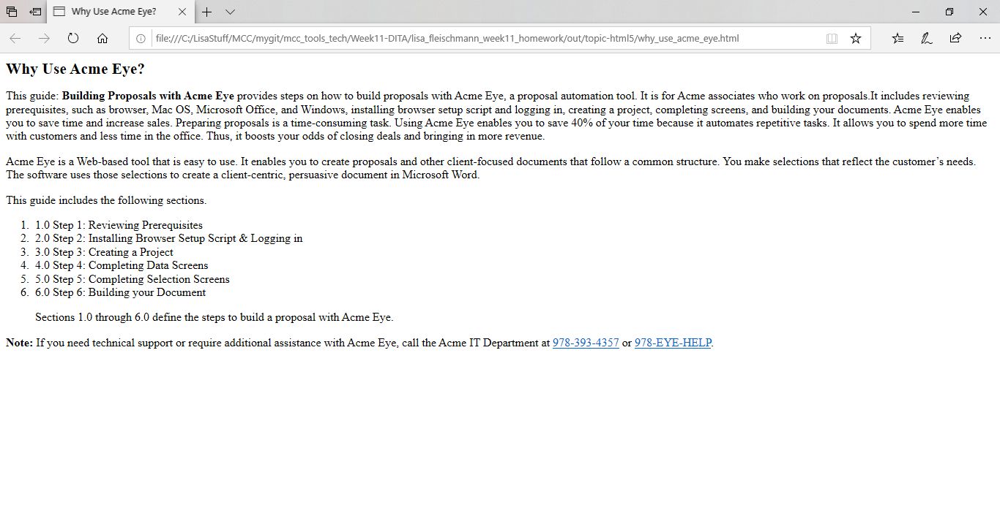 Why Use Acme Eye?
file:///C:/LisaStuff/MCC/mygit/mcc_tools_tech/Week11-DITA/lisa_fleischmann_week11_homework/out/topic-html5/why_use_acme_eye.html
Why Use Acme Eye?
This guide: Building Proposals with Acme Eye provides steps on how to build proposals with Acme Eye, a proposal automation tool. It is for Acme associates who work on proposals.It includes reviewing
prerequisites, such as browser, Mac OS, Microsoft Office, and Windows, installing browser setup script and logging in, creating a project, completing screens, and building your documents. Acme Eye enables
you to save time and increase sales. Preparing proposals is a time-consuming task. Using Acme Eye enables you to save 40% of your time because it automates repetitive tasks. It allows you to spend more time
with customers and less time in the office. Thus, it boosts your odds of closing deals and bringing in more revenue.
Acme Eye is a Web-based tool that is easy to use. It enables you to create proposals and other client-focused documents that follow a common structure. You make selections that reflect the customer’s needs.
The software uses those selections to create a client-centric, persuasive document in Microsoft Word.
This guide includes the following sections.
1. 1.0 Step 1: Reviewing Prerequisites
2. 2.0 Step 2: Installing Browser Setup Script & Logging in
3. 3.0 Step 3: Creating a Project
4. 4.0 Step 4: Completing Data Screens
5. 5.0 Step 5: Completing Selection Screens
6. 6.0 Step 6: Building your Document
Sections 1.0 through 6.0 define the steps to build a proposal with Acme Eye.
Note: If you need technical support or require additional assistance with Acme Eye, call the Acme IT Department at 978-393-4357 or 978-EYE-HELP.